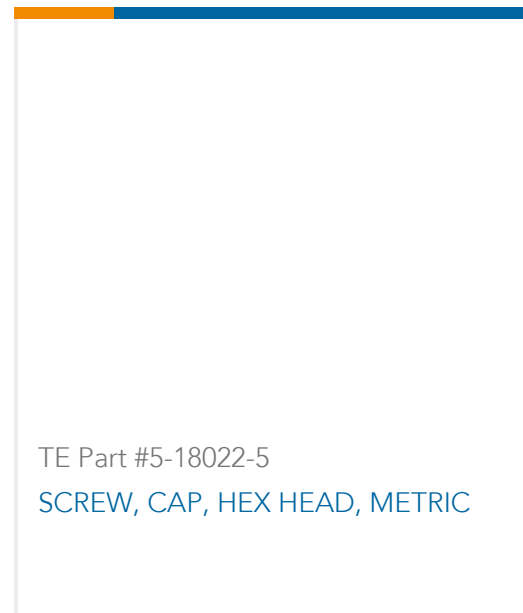 TE Part #5-18022-5
SCREW, CAP, HEX HEAD, METRIC